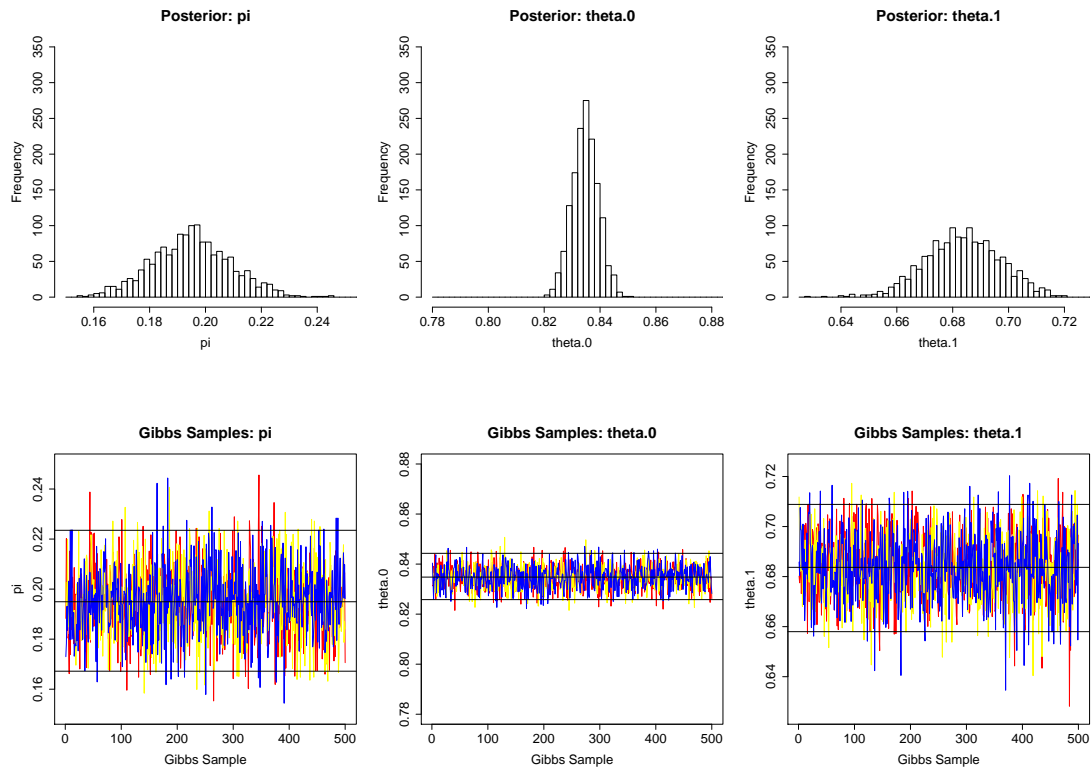 Posterior: pi
Frequency
0 50 100 150 200 250 300 350
0.16 0.18 0.20 0.22 0.24
pi
Posterior: theta.0
Frequency
0 50 100 150 200 250 300 350
0.78 0.80 0.82 0.84 0.86 0.88
theta.0
Posterior: theta.1
Frequency
0 50 100 150 200 250 300 350
0.64 0.66 0.68 0.70 0.72
theta.1
Gibbs Samples: pi
pi
0.16 0.18 0.20 0.22 0.24
0 100 200 300 400 500
Gibbs Sample
Gibbs Samples: theta.0
theta.0
0.78 0.80 0.82 0.84 0.86 0.88
0 100 200 300 400 500
Gibbs Sample
Gibbs Samples: theta.1
theta.1
0.64 0.66 0.68 0.70 0.72
0 100 200 300 400 500
Gibbs Sample